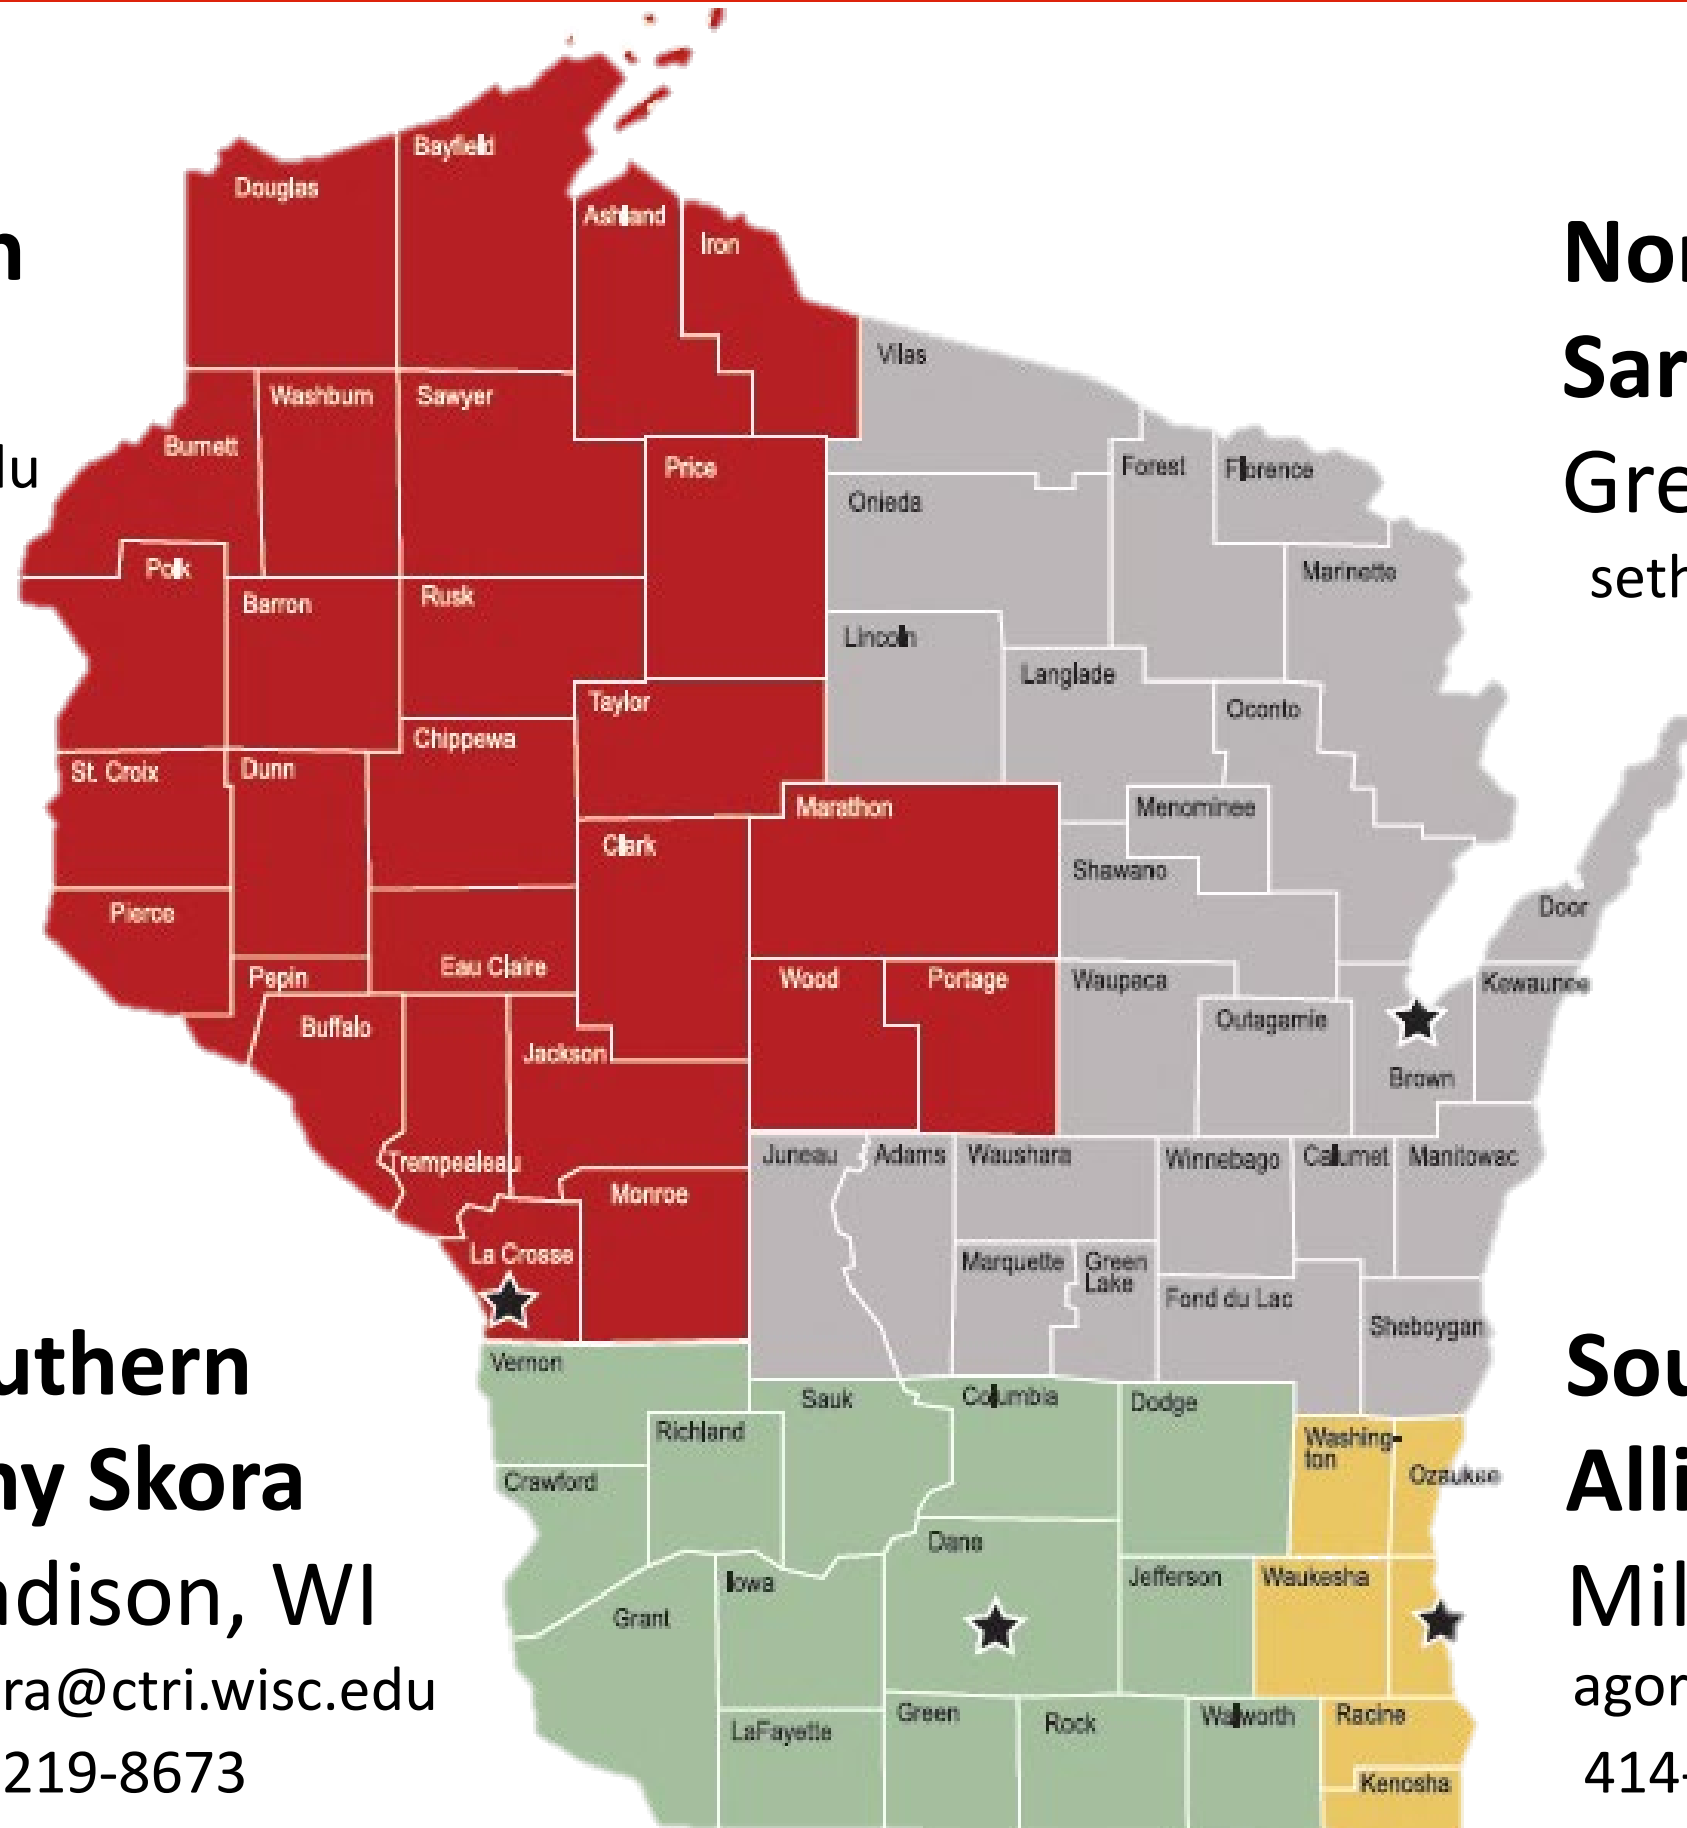 Bayfield
Douglas
Ashland
Iron
n
Nor
Vilas
Sar
Washburn
Sawyer
Burnett
du
Price
Forest
Florence
Gre
Onieda
Polk
Marinette
seth
Barron
Rusk
Lincoln
Langlade
Taylor
Oconto
Chippewa
St. Croix
Dunn
Marathon
Menominee
Clark
Shawano
Pierce
Door
Eau Claire
Pepin
Wood
Portage
Waupaca
Kewaunee
Buffalo
Outagamie
Jackson
Brown
Trempealeau
Juneau
Adams
Waushara
Winnebago
Calumet
Manitowac
Monroe
La Crosse
Marquette
Green
Lake
Fond du Lac
Sheboygan
Vernon
uthern
Sou
Sauk
Columbia
Dodge
Richland
Washing-
ton
Ozaukee
Crawford
ny Skora
Alli
Dane
Iowa
Jefferson
Waukesha
Grant
adison, WI
Mil
ra@ctri.wisc.edu
agor
Green
Rock
Walworth
Racine
LaFayette
219-8673
414-
Kenosha